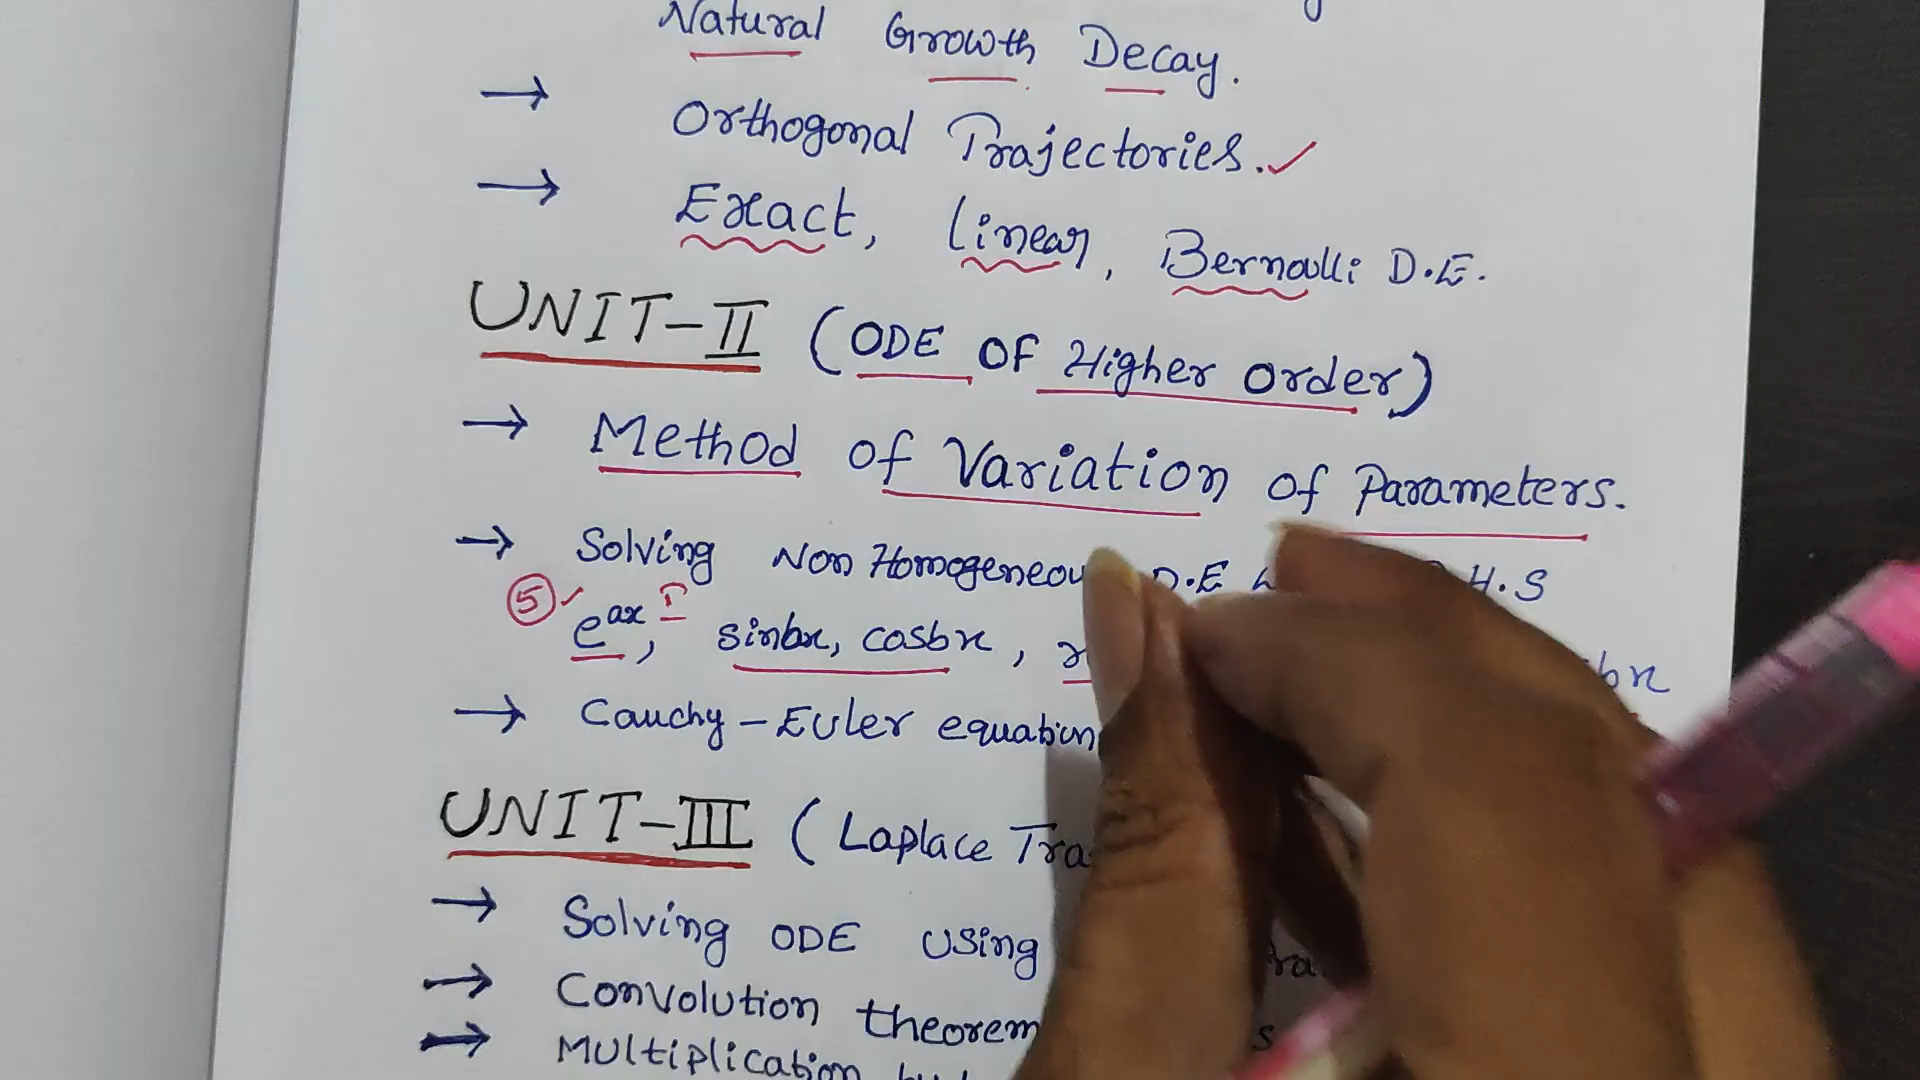 Natural Growth Decay.
→ Orthogonal Trajectories. ✓
→ Exact, Linear, Bernoulli D.E.
UNIT-II (ODE OF Higher Order)
→ Method of Variation of Parameters.
→ Solving Non Homogeneou D.E H.S
⑤ ✓ e^ax, sinbx, cosbx, bx
→ Cauchy-Euler equation
UNIT-III (Laplace Tra
→ Solving ODE using
→ Convolution theorem
→ Multiplication